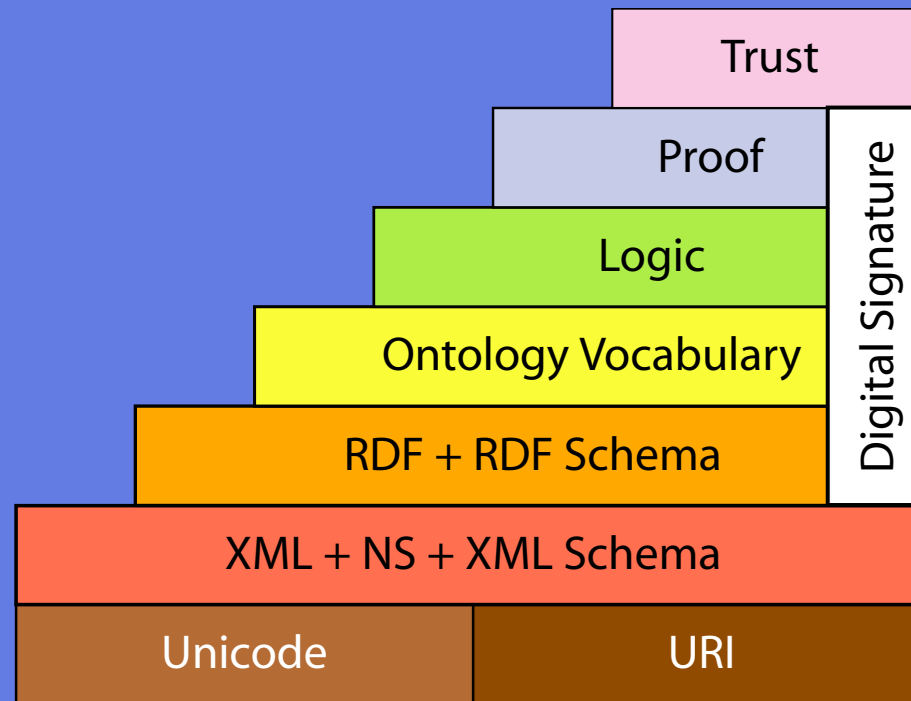 Trust
Proof
Logic
Ontology Vocabulary
RDF + RDF Schema
Digital Signature
XML + NS + XML Schema
Unicode
URI